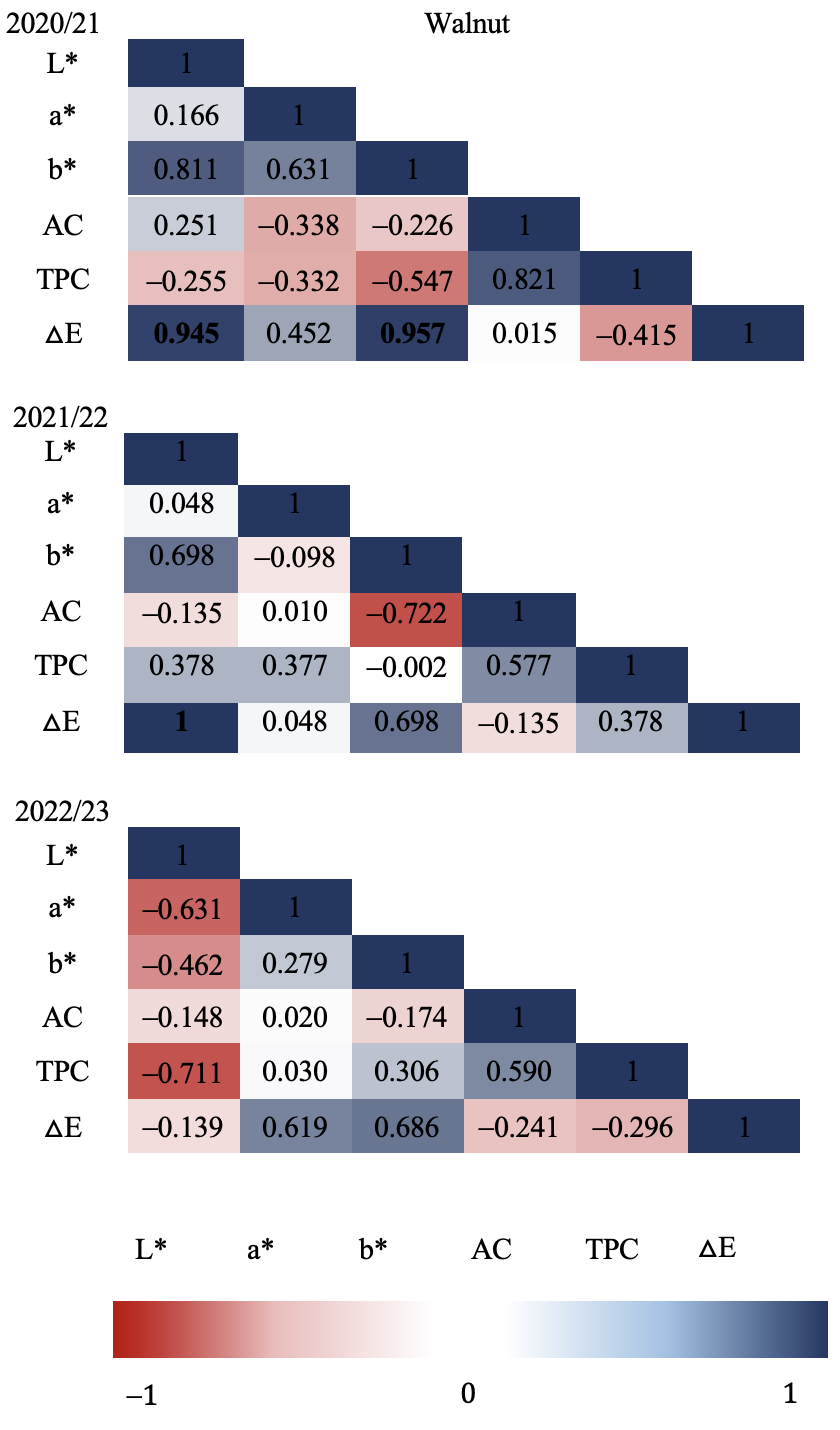 2020/21 Walnut
L* 1
a* 0.166 1
b* 0.811 0.631 1
AC 0.251 −0.338 −0.226 1
TPC −0.255 −0.332 −0.547 0.821 1
△E 0.945 0.452 0.957 0.015 −0.415 1
2021/22
L* 1
a* 0.048 1
b* 0.698 −0.098 1
AC −0.135 0.010 −0.722 1
TPC 0.378 0.377 −0.002 0.577 1
△E 1 0.048 0.698 −0.135 0.378 1
2022/23
L* 1
a* −0.631 1
b* −0.462 0.279 1
AC −0.148 0.020 −0.174 1
TPC −0.711 0.030 0.306 0.590 1
△E −0.139 0.619 0.686 −0.241 −0.296 1
L* a* b* AC TPC △E
−1 0 1